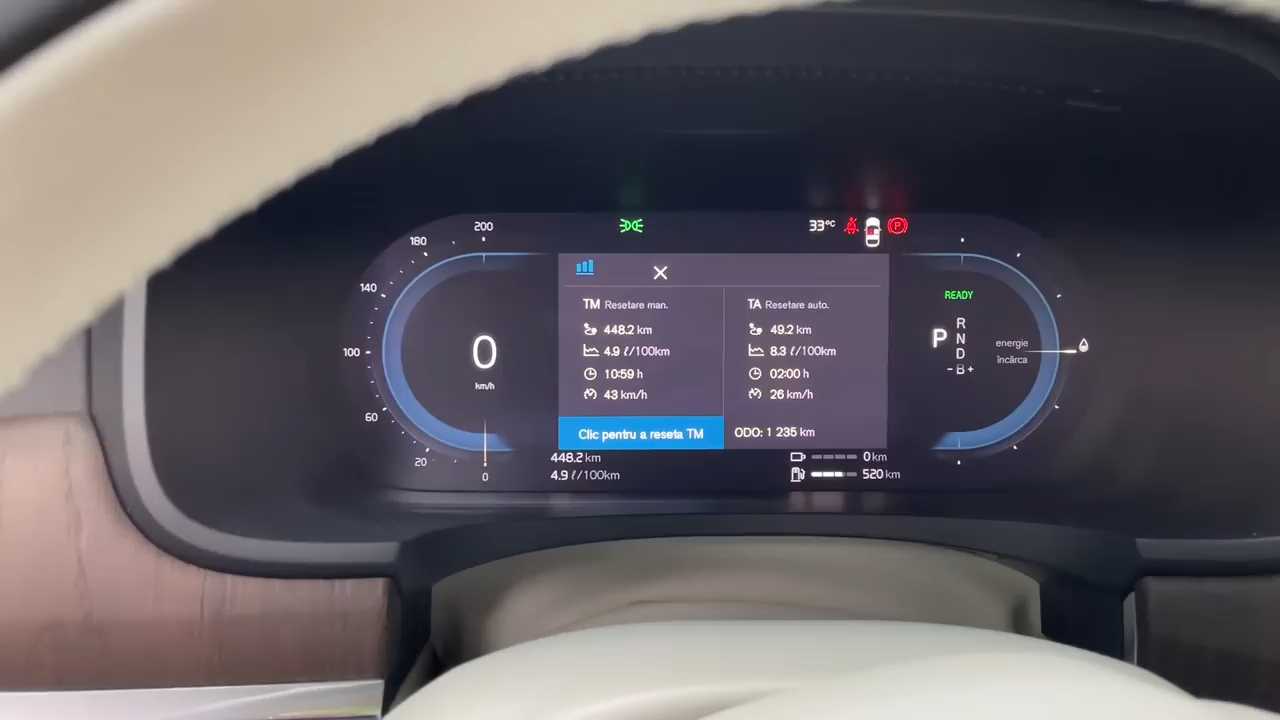 200
180
140
100
60
20
0
0
km/h
33°C
P
TM Resetare man.
448.2 km
4.9 ℓ/100km
10:59 h
43 km/h
Clic pentru a reseta TM
TA Resetare auto.
49.2 km
8.3 ℓ/100km
02:00 h
26 km/h
ODO: 1 235 km
448.2 km
4.9 ℓ/100km
0 km
520 km
READY
P
R
N
D
- B +
energie
încărca